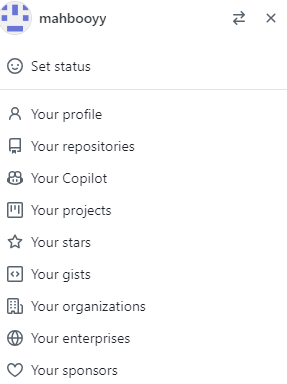 mahbooyy
Set status
Your profile
Your repositories
Your Copilot
Your projects
Your stars
Your gists
Your organizations
Your enterprises
Your sponsors